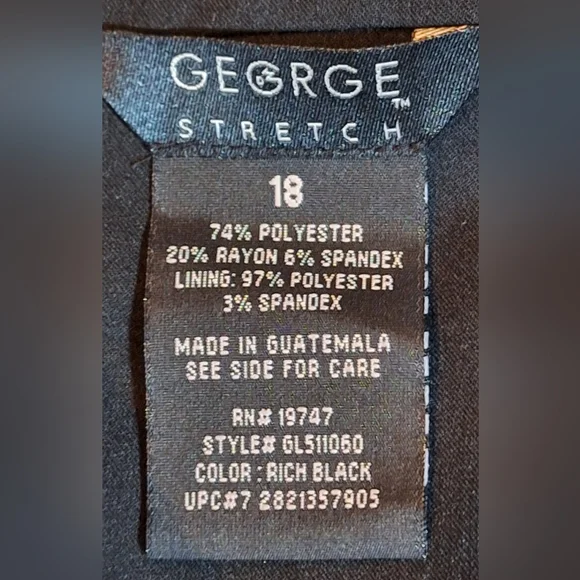 GEORGE™
STRETCH
18
74% POLYESTER
20% RAYON 6% SPANDEX
LINING: 97% POLYESTER
3% SPANDEX
MADE IN GUATEMALA
SEE SIDE FOR CARE
RN# 19747
STYLE# GL511060
COLOR : RICH BLACK
UPC#7 2821357905